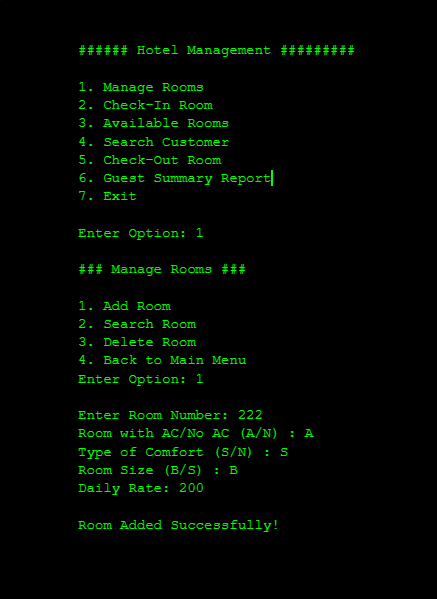 ###### Hotel Management #########
1. Manage Rooms
2. Check-In Room
3. Available Rooms
4. Search Customer
5. Check-Out Room
6. Guest Summary Report
7. Exit
Enter Option: 1
### Manage Rooms ###
1. Add Room
2. Search Room
3. Delete Room
4. Back to Main Menu
Enter Option: 1
Enter Room Number: 222
Room with AC/No AC (A/N) : A
Type of Comfort (S/N) : S
Room Size (B/S) : B
Daily Rate: 200
Room Added Successfully!